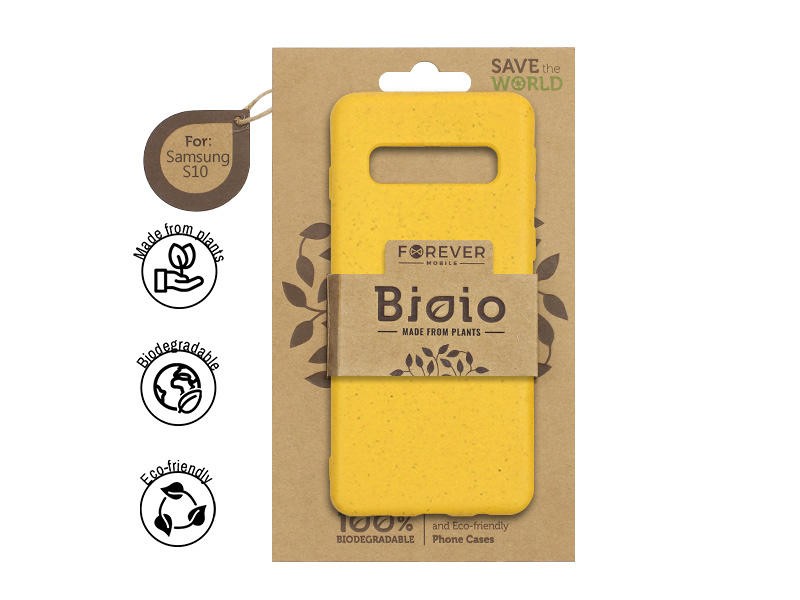 SAVE the
WORLD
For:
Samsung
S10
Made from plants
FOREVER
MOBILE
Bioio
MADE FROM PLANTS
Biodegradable
Eco-friendly
100%
BIODEGRADABLE
and Eco-friendly
Phone Cases